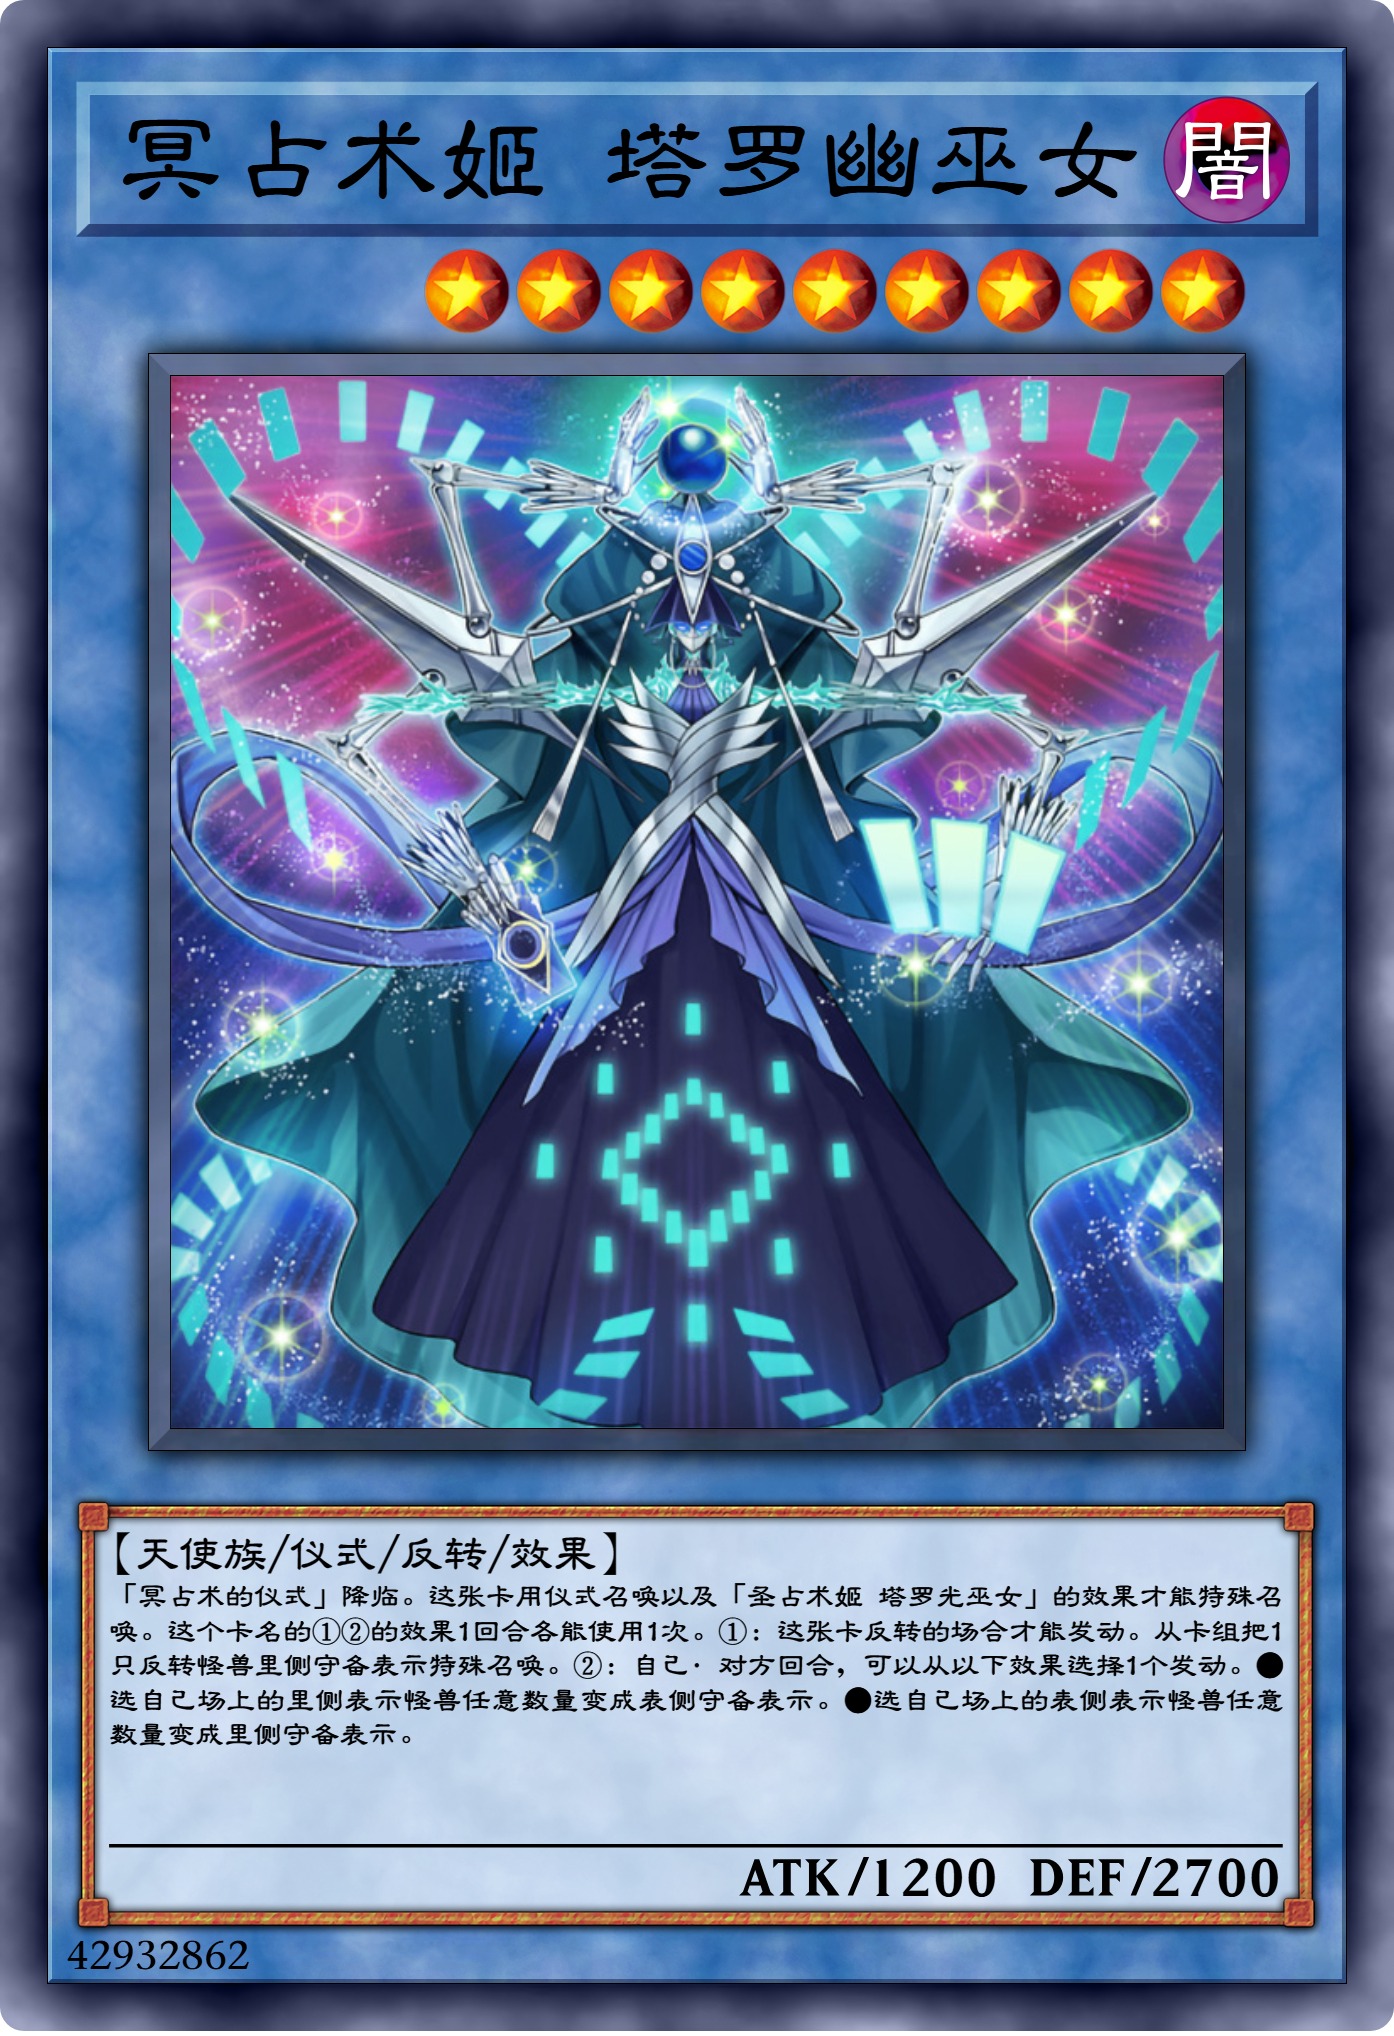 冥占术姬 塔罗幽巫女 闇
【天使族/仪式/反转/效果】
「冥占术的仪式」降临。这张卡用仪式召唤以及「圣占术姬 塔罗光巫女」的效果才能特殊召
唤。这个卡名的①②的效果1回合各能使用1次。①：这张卡反转的场合才能发动。从卡组把1
只反转怪兽里侧守备表示特殊召唤。②：自己·对方回合，可以从以下效果选择1个发动。●
选自己场上的里侧表示怪兽任意数量变成表侧守备表示。●选自己场上的表侧表示怪兽任意
数量变成里侧守备表示。
ATK/1200 DEF/2700
42932862